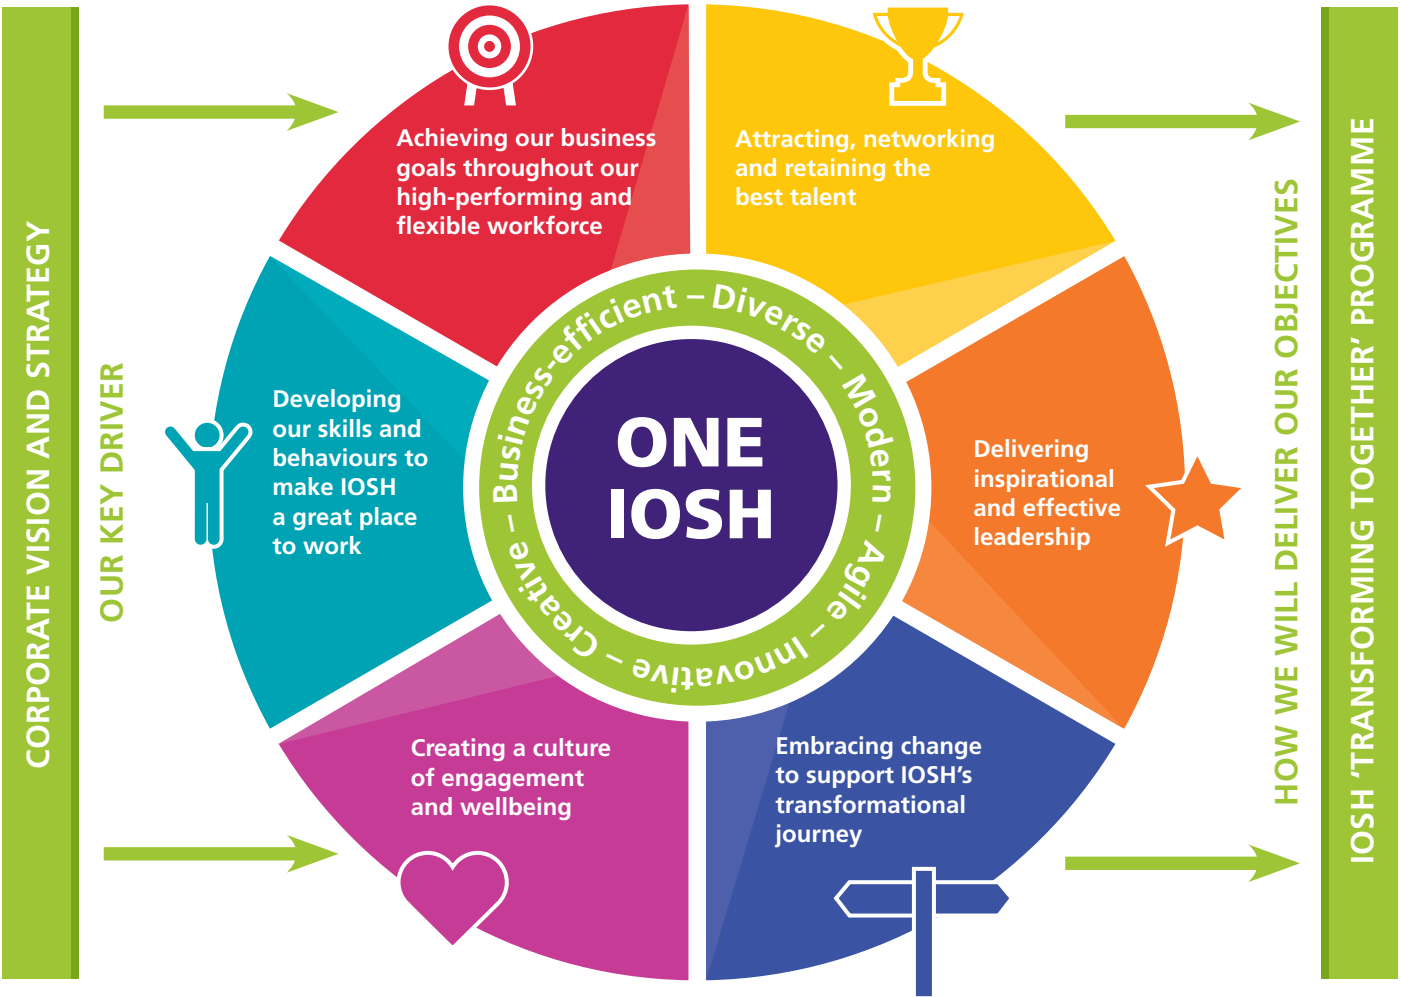 CORPORATE VISION AND STRATEGY
OUR KEY DRIVER
Achieving our business
goals throughout our
high-performing and
flexible workforce
Attracting, networking
and retaining the
best talent
Developing
our skills and
behaviours to
make IOSH
a great place
to work
Business-efficient – Diverse – Modern – Agile – Innovative – Creative –
ONE
IOSH
Delivering
inspirational
and effective
leadership
Creating a culture
of engagement
and wellbeing
Embracing change
to support IOSH’s
transformational
journey
HOW WE WILL DELIVER OUR OBJECTIVES
IOSH ‘TRANSFORMING TOGETHER’ PROGRAMME